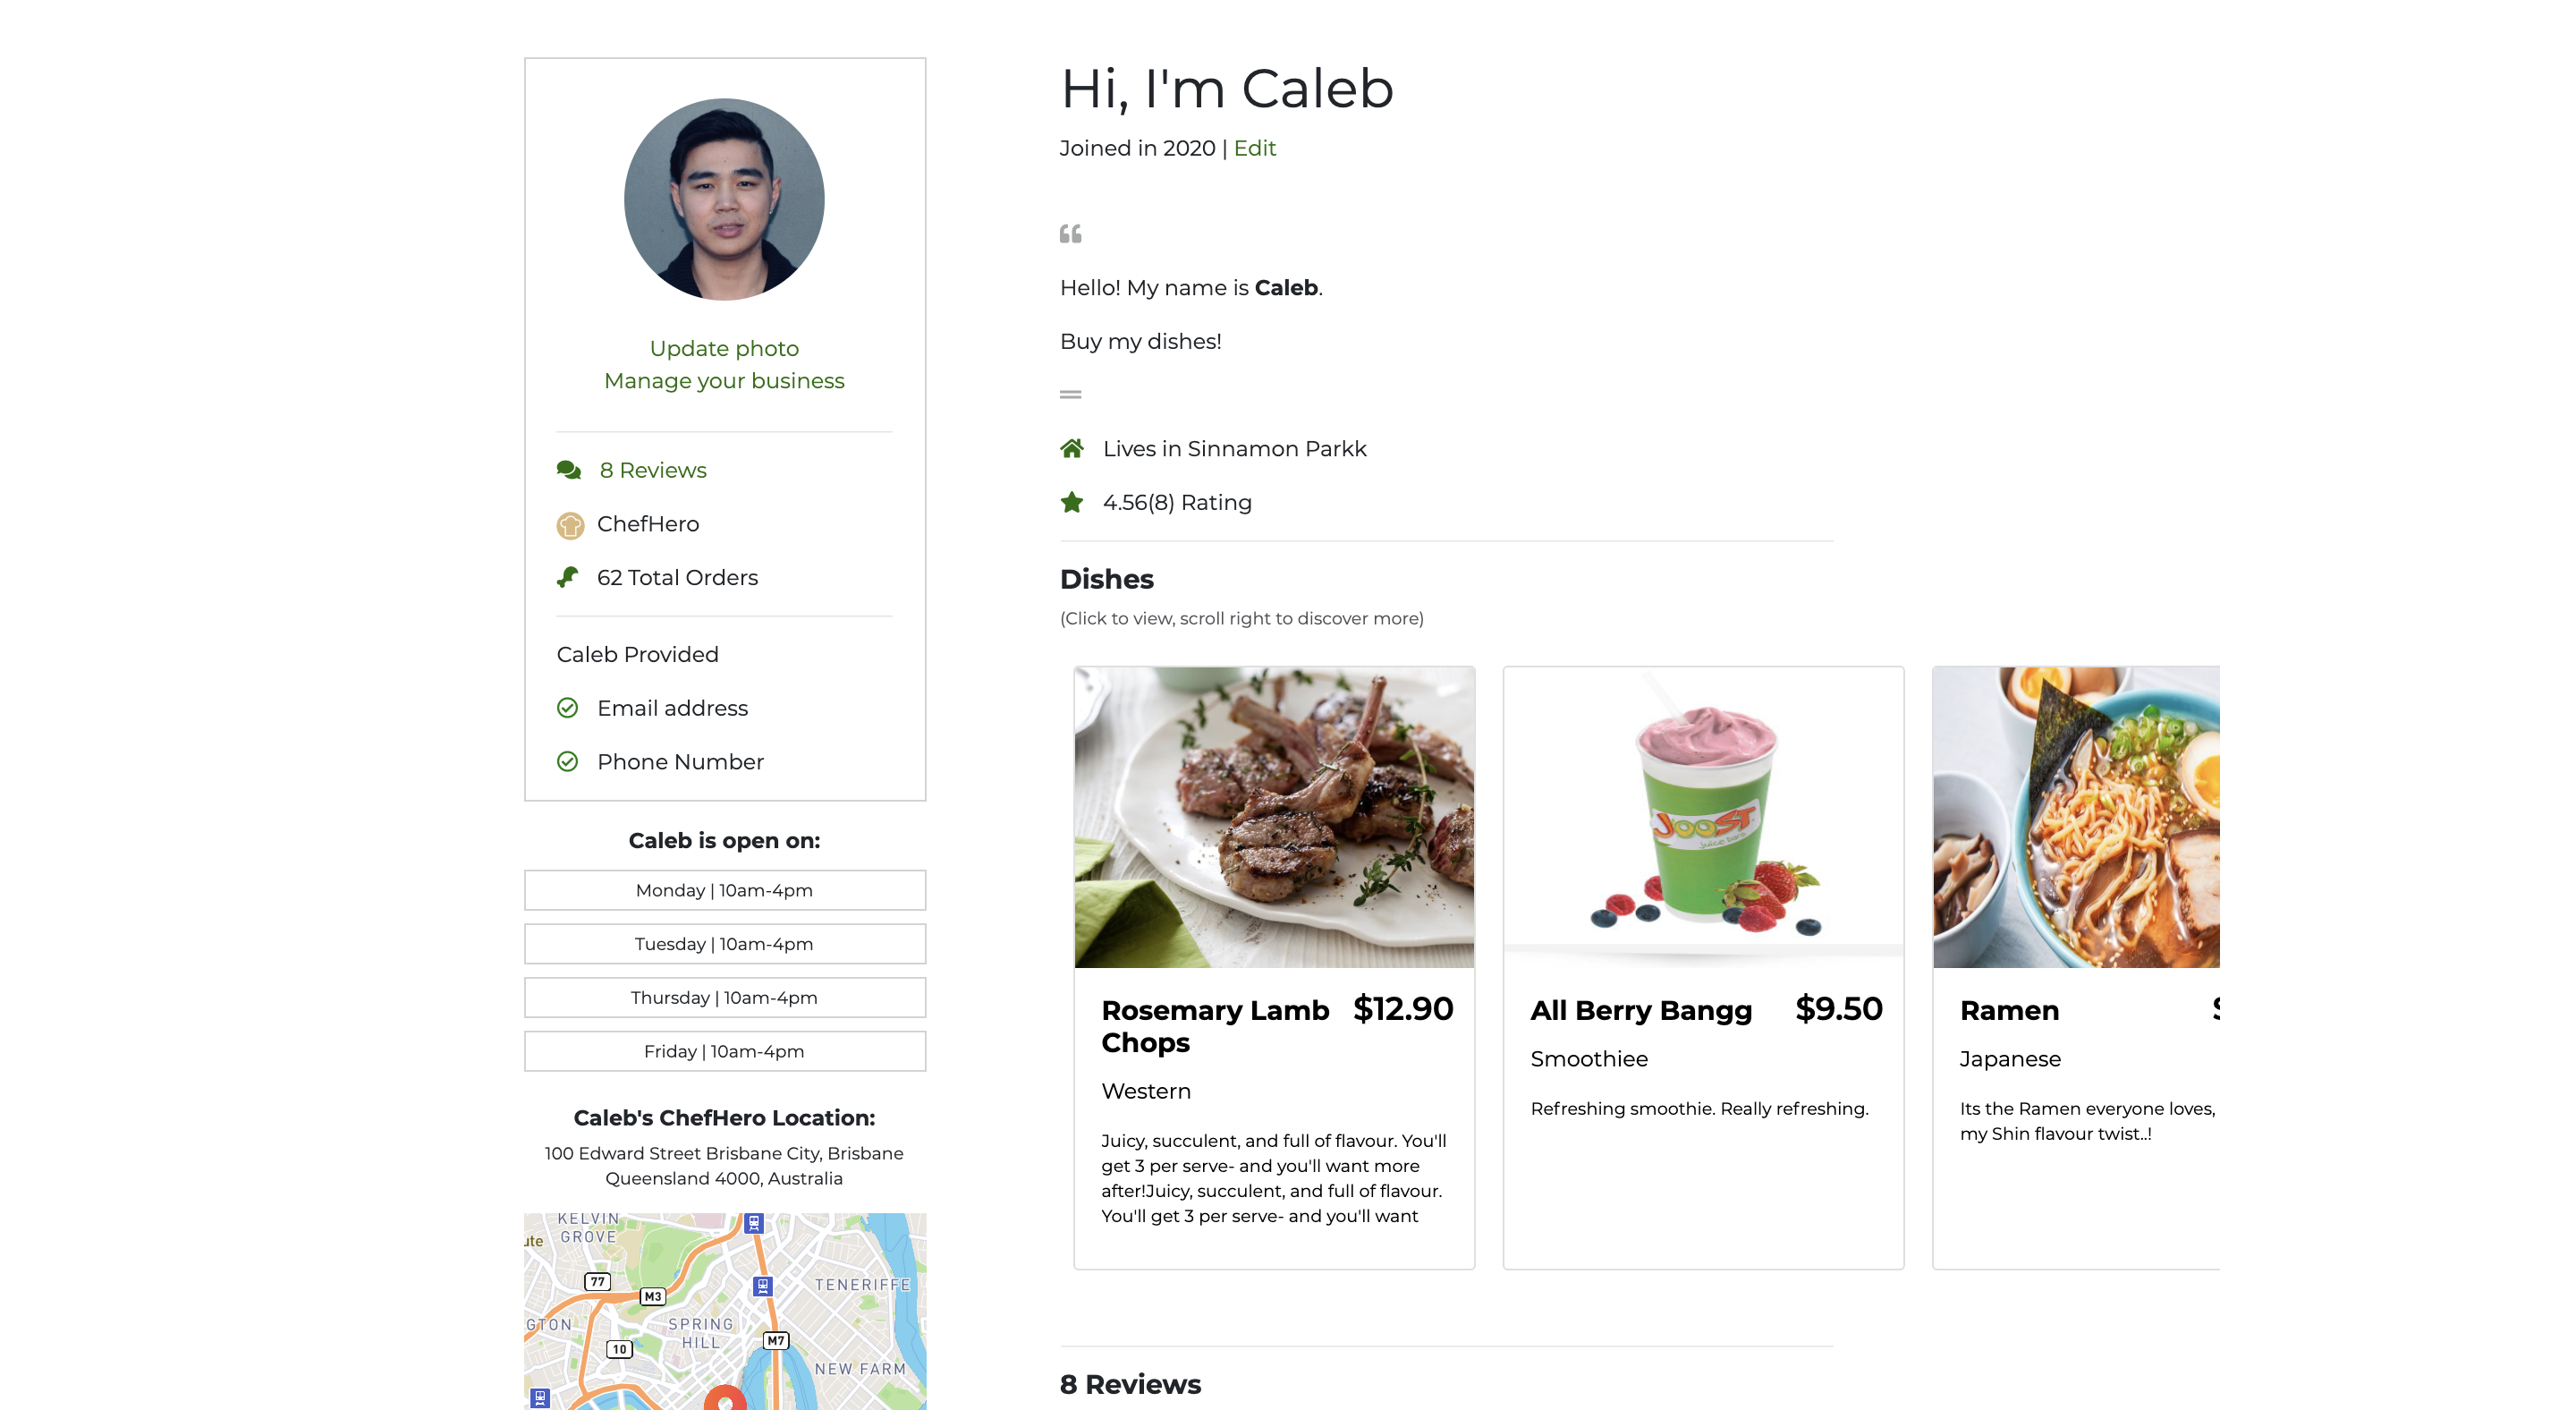 Update photo
Manage your business
8 Reviews
ChefHero
62 Total Orders
Caleb Provided
Email address
Phone Number
Caleb is open on:
Monday | 10am-4pm
Tuesday | 10am-4pm
Thursday | 10am-4pm
Friday | 10am-4pm
Caleb's ChefHero Location:
100 Edward Street Brisbane City, Brisbane
Queensland 4000, Australia
KELVIN
GROVE
ute
77
M3
TENERIFFE
GTON
SPRING
HILL
10
M7
NEW FARM
Hi, I'm Caleb
Joined in 2020 | Edit
Hello! My name is Caleb.
Buy my dishes!
Lives in Sinnamon Parkk
4.56(8) Rating
Dishes
(Click to view, scroll right to discover more)
Rosemary Lamb
Chops
$12.90
Western
Juicy, succulent, and full of flavour. You'll
get 3 per serve- and you'll want more
after!Juicy, succulent, and full of flavour.
You'll get 3 per serve- and you'll want
JOOST
juice bars
All Berry Bangg
$9.50
Smoothiee
Refreshing smoothie. Really refreshing.
Ramen
Japanese
Its the Ramen everyone loves,
my Shin flavour twist..!
8 Reviews